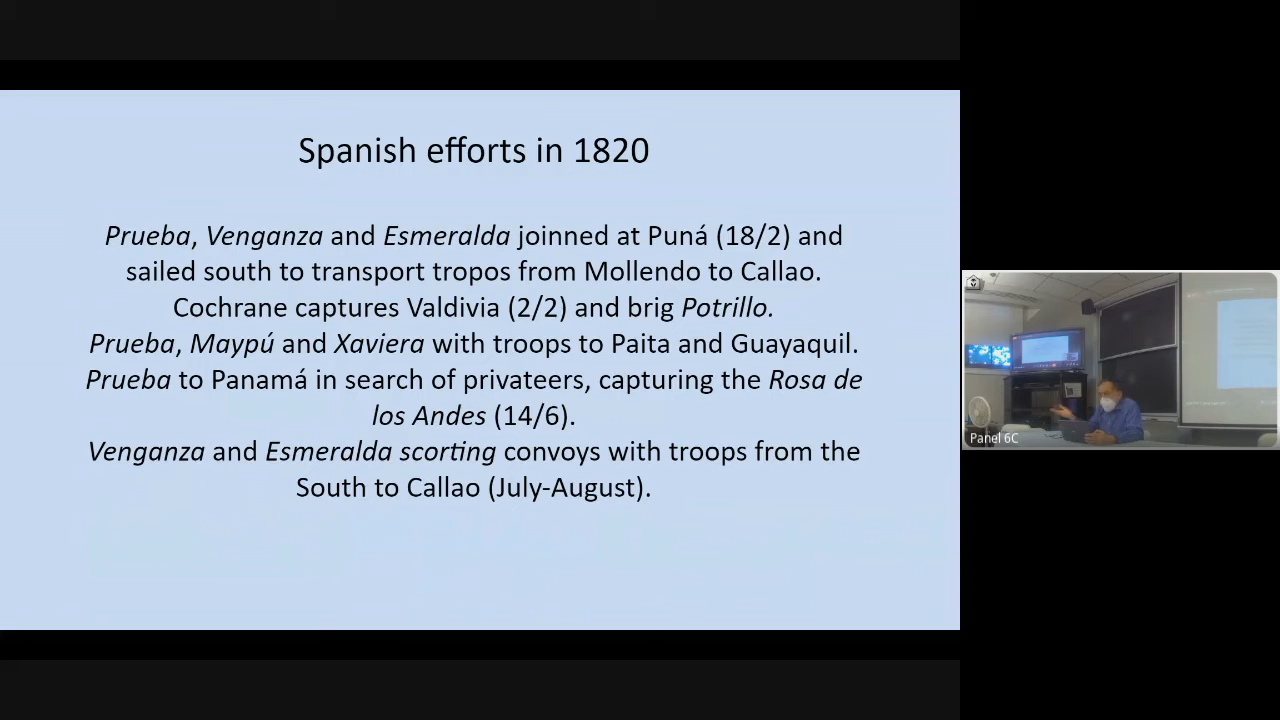 Spanish efforts in 1820
Prueba, Venganza and Esmeralda joinned at Puná (18/2) and
sailed south to transport tropos from Mollendo to Callao.
Cochrane captures Valdivia (2/2) and brig Potrillo.
Prueba, Maypú and Xaviera with troops to Paita and Guayaquil.
Prueba to Panamá in search of privateers, capturing the Rosa de
los Andes (14/6).
Venganza and Esmeralda scorting convoys with troops from the
South to Callao (July-August).
Panel 6C